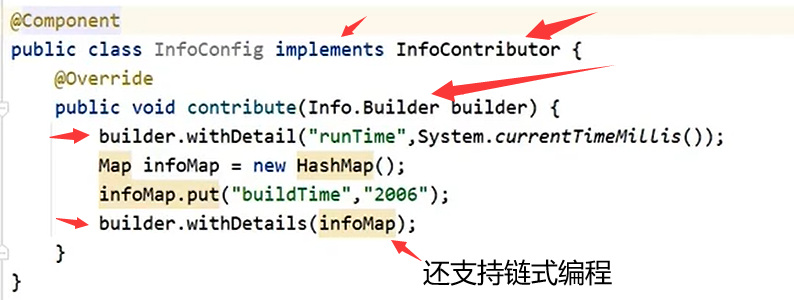 @Component
public class InfoConfig implements InfoContributor {
@Override
public void contribute(Info.Builder builder) {
builder.withDetail("runTime",System.currentTimeMillis());
Map infoMap = new HashMap();
infoMap.put("buildTime","2006");
builder.withDetails(infoMap);
}
还支持链式编程
}